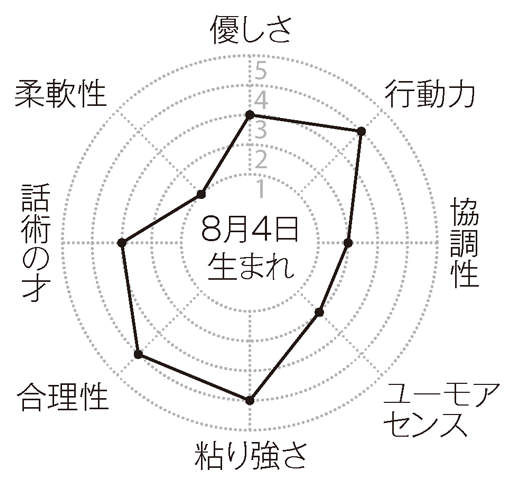 優しさ
行動力
協調性
ユーモア
センス
粘り強さ
合理性
話術の才
柔軟性
5
4
3
2
1
8月4日
生まれ